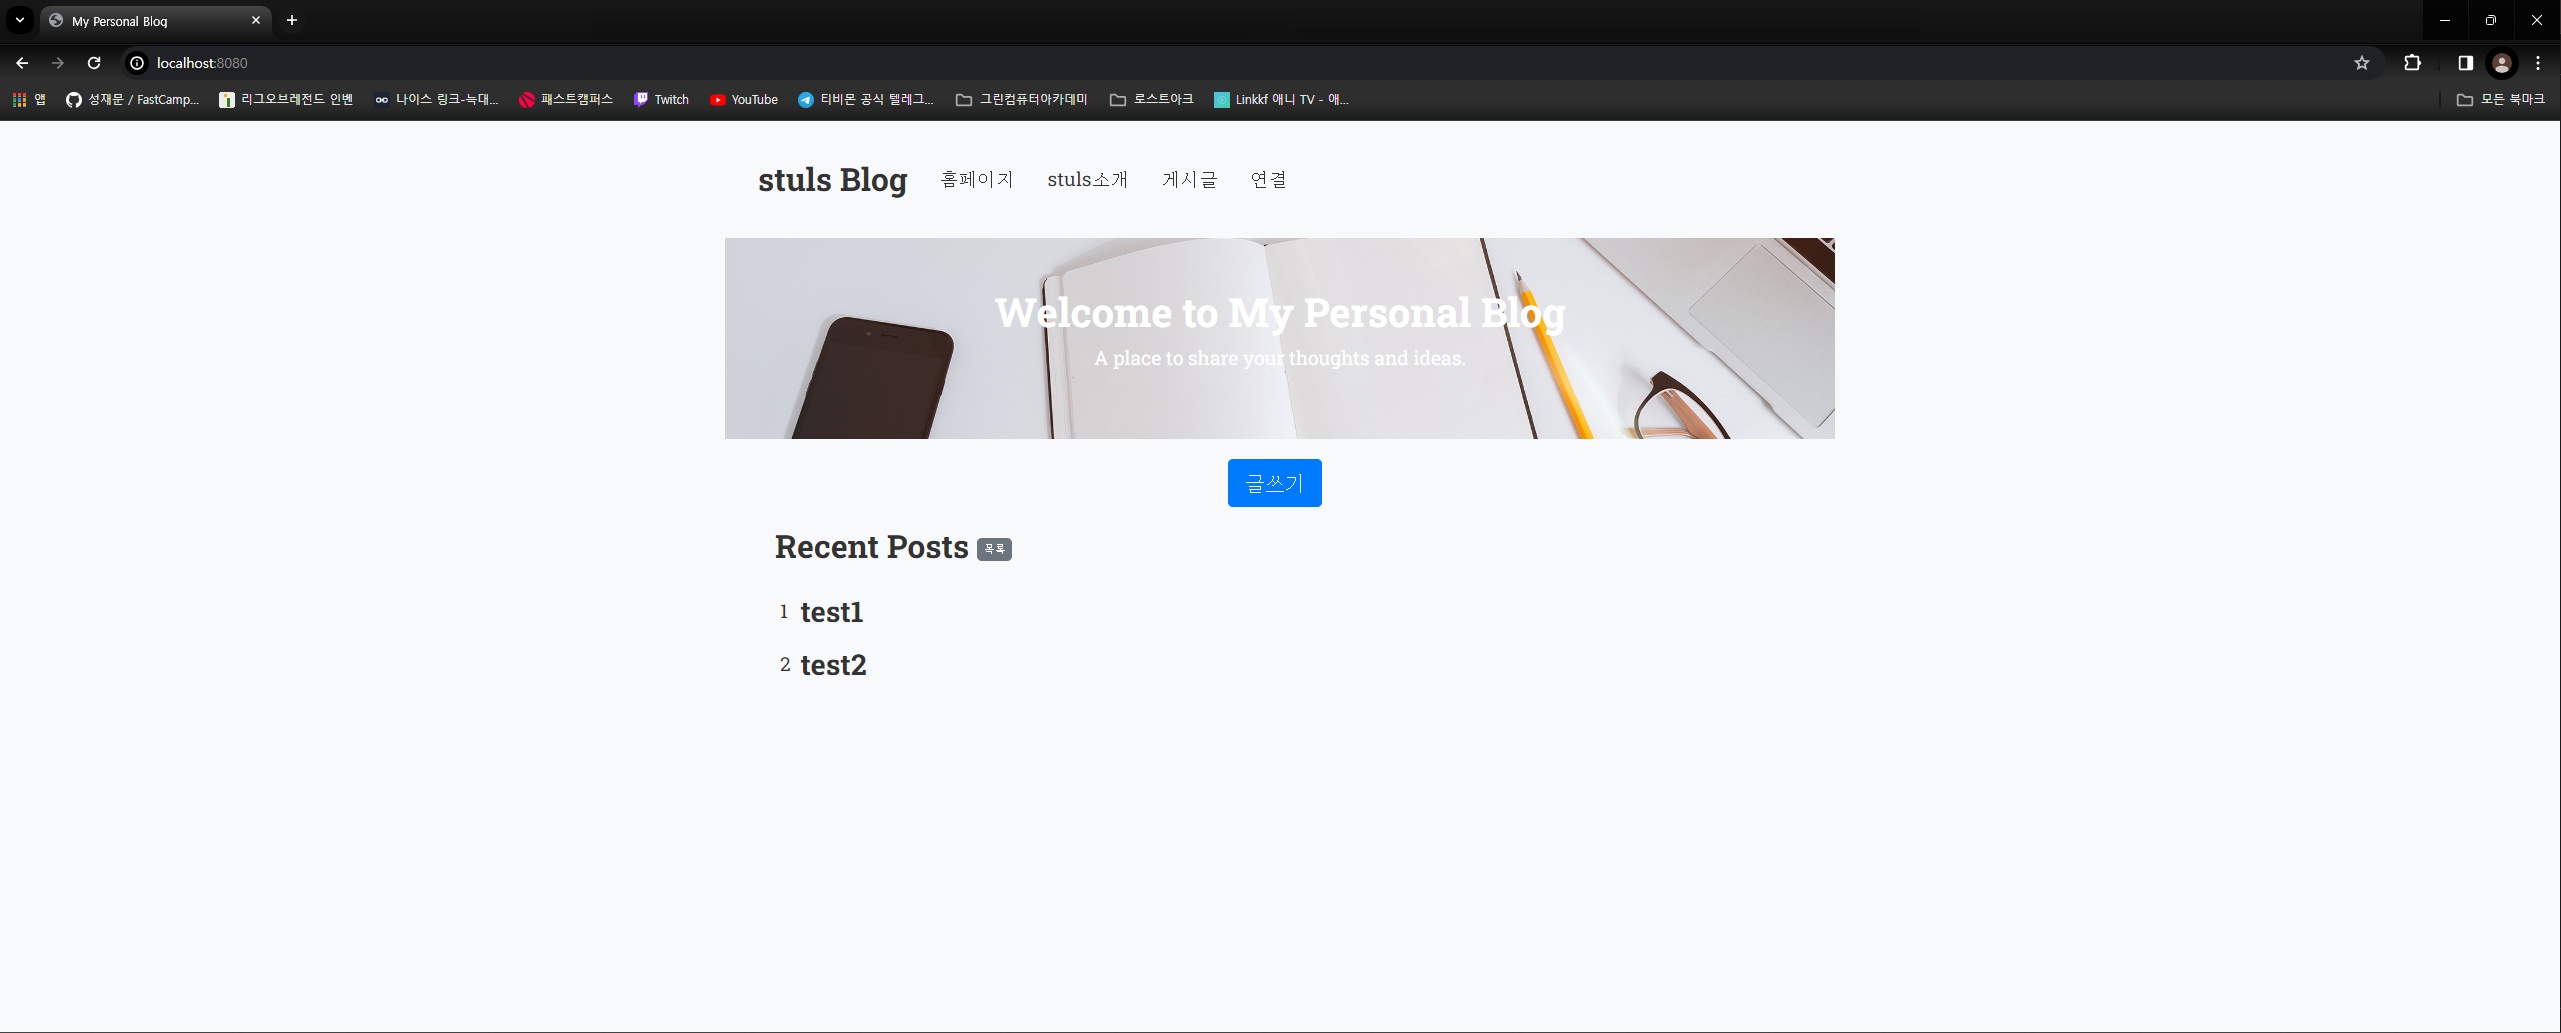 My Personal Blog
localhost:8080
앱 성재문 / FastCamp... 리그오브레전드 인벤 나이스 링크-늑대... 패스트캠퍼스 Twitch YouTube 티비몬 공식 텔레그... 그린컴퓨터아카데미 로스트아크 Linkkf 애니 TV - 애... 모든 북마크
stuls Blog 홈페이지 stuls소개 게시글 연결
Welcome to My Personal Blog
A place to share your thoughts and ideas.
글쓰기
Recent Posts 목록
1 test1
2 test2